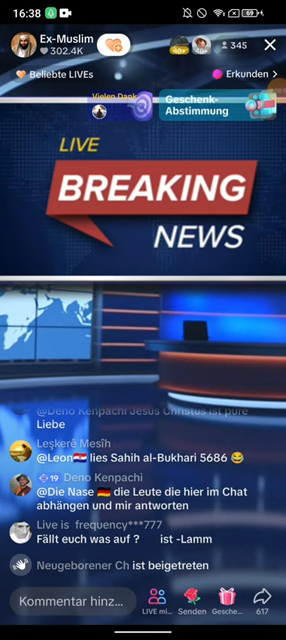 16:38
69
Ex-Muslim
302.4K
345
Beliebte LIVEs
Erkunden
Vielen Dank
Geschenk-
Abstimmung
LIVE
BREAKING
NEWS
@Deno Kenpachi Jesus Christus ist pure
Liebe
Leşkerê Mesîh
@Leon🇭🇷 lies Sahih al-Bukhari 5686 😂
19 Deno Kenpachi
@Die Nase 🇩🇪 die Leute die hier im Chat
abhängen und mir antworten
Live is frequency***777
Fällt euch was auf ? ist -Lamm
Neugeborener Ch ist beigetreten
Kommentar hinz...
LIVE mi...
Senden
Gesche...
617